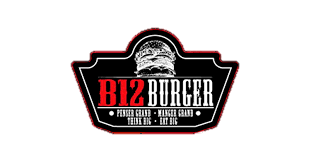 B12 BURGER
• PENSER GRAND • MANGER GRAND
THINK BIG • EAT BIG